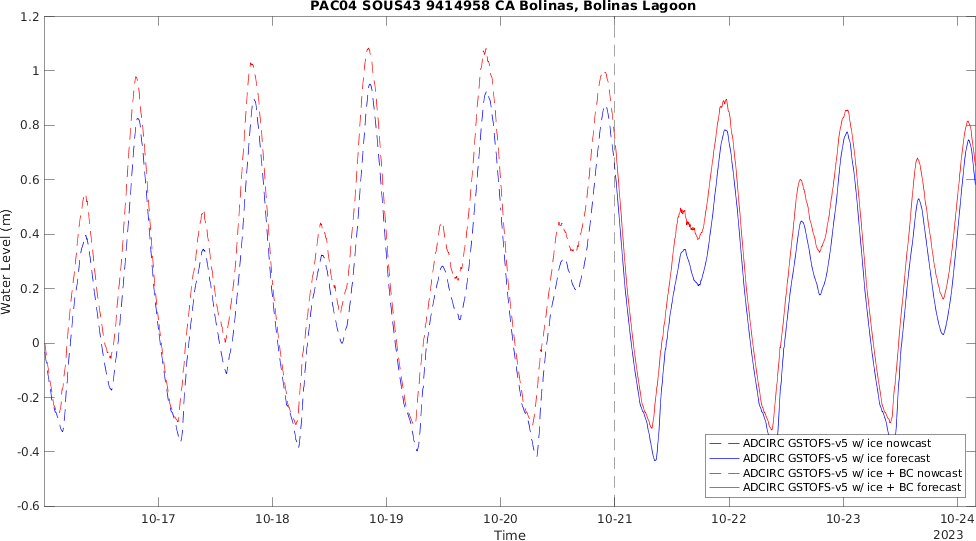 PAC04 SOUS43 9414958 CA Bolinas, Bolinas Lagoon
1.2
1
0.8
0.6
0.4
0.2
0
-0.2
-0.4
-0.6
Water Level (m)
10-17
10-18
10-19
10-20
10-21
10-22
10-23
10-24
Time
2023
ADCIRC GSTOFS-v5 w/ ice nowcast
ADCIRC GSTOFS-v5 w/ ice forecast
ADCIRC GSTOFS-v5 w/ ice + BC nowcast
ADCIRC GSTOFS-v5 w/ ice + BC forecast